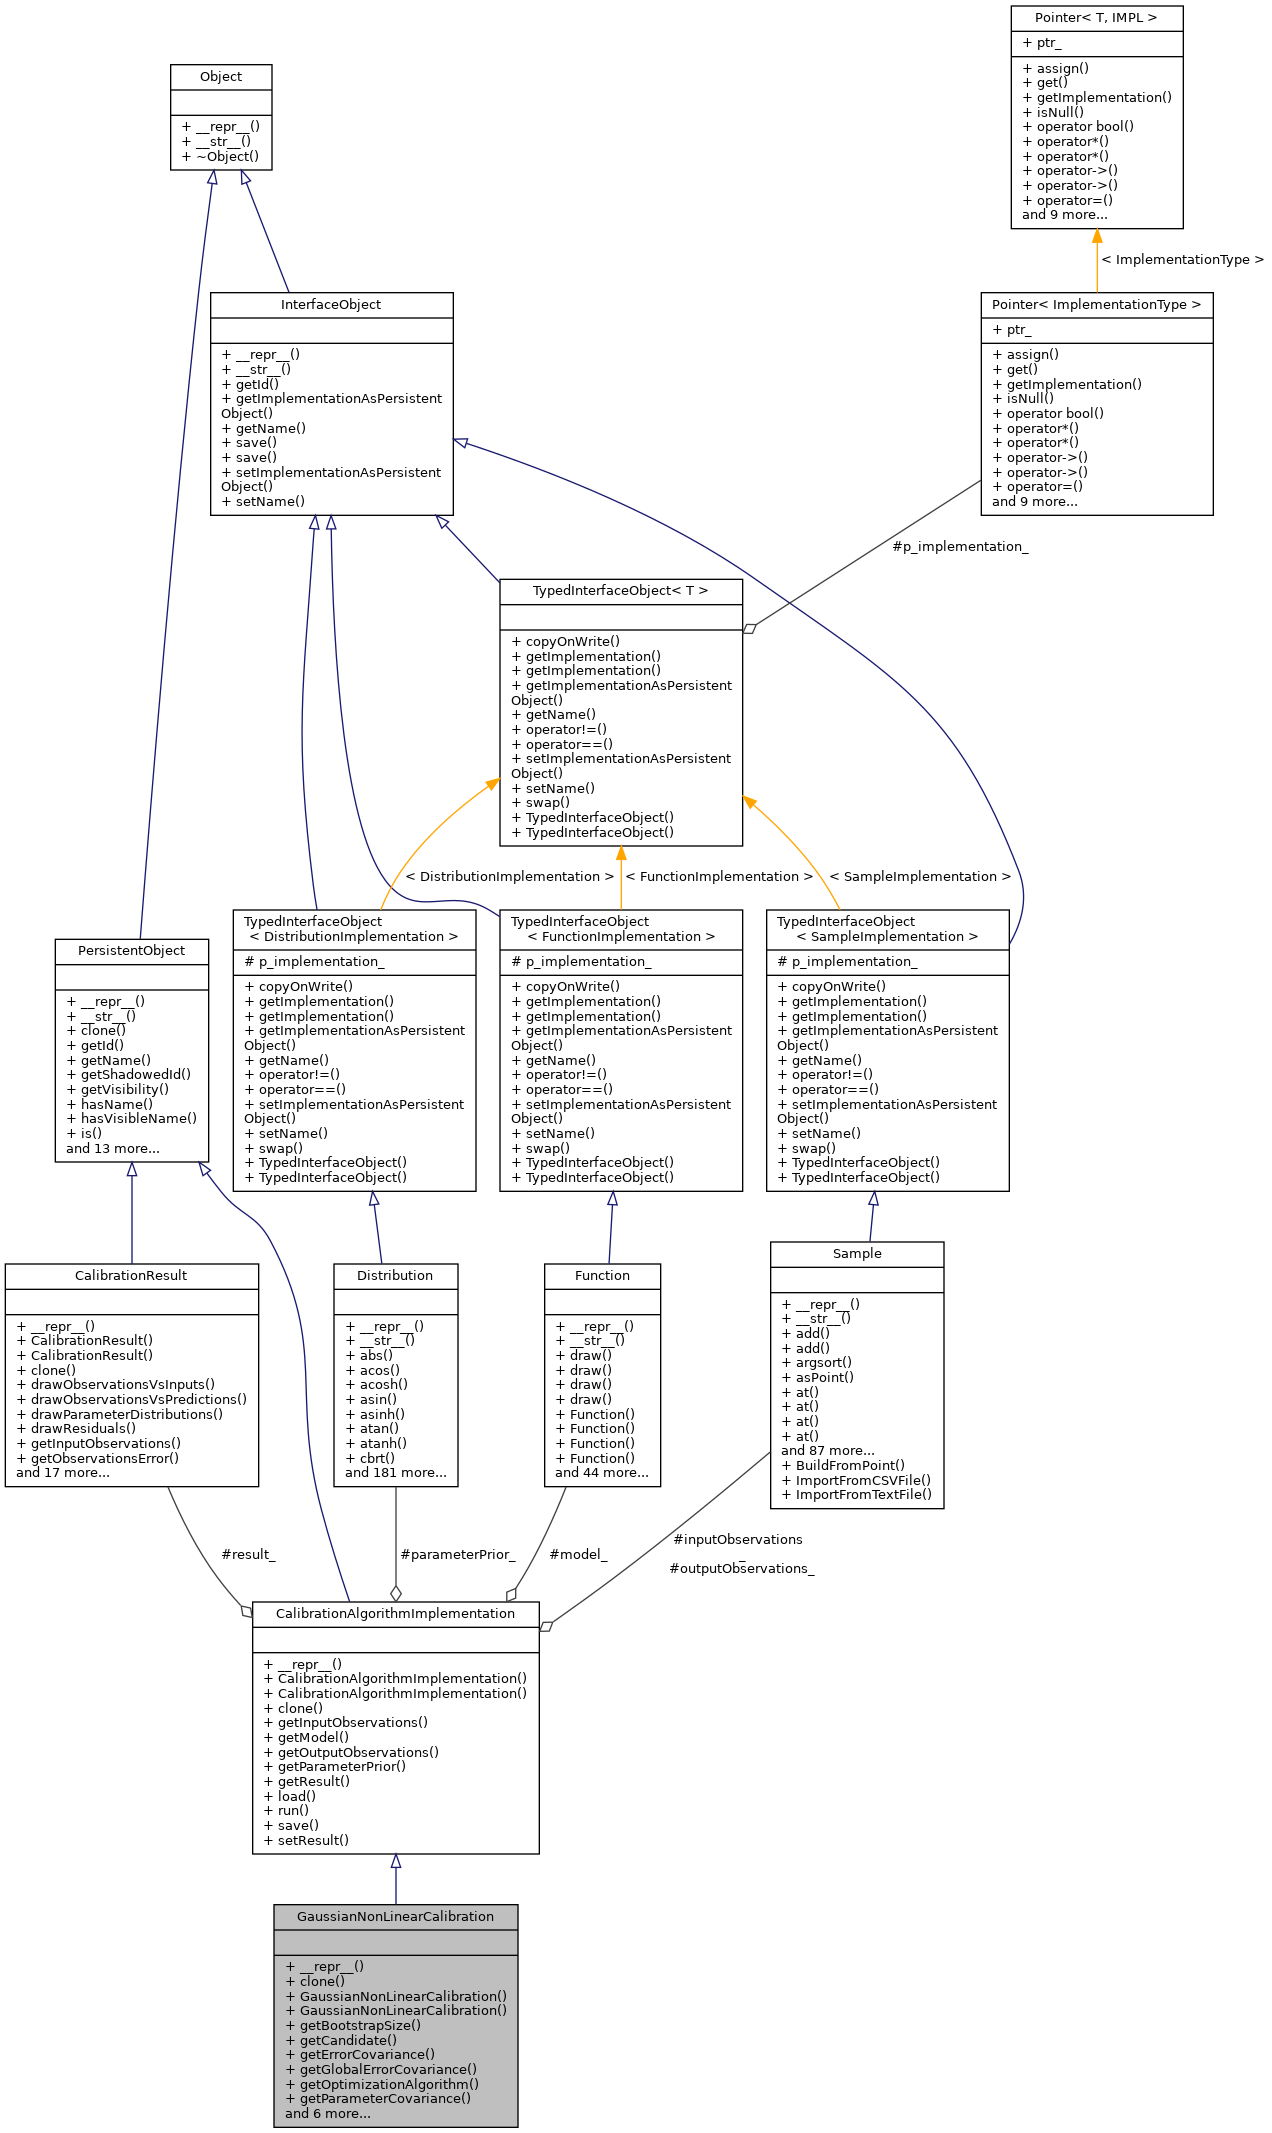 Pointer< T, IMPL >
+ ptr_
+ assign()
+ get()
+ getImplementation()
+ isNull()
+ operator bool()
+ operator*()
+ operator*()
+ operator->()
+ operator->()
+ operator=()
and 9 more...
Object
+ __repr__()
+ __str__()
+ ~Object()
< ImplementationType >
InterfaceObject
+ __repr__()
+ __str__()
+ getId()
+ getImplementationAsPersistent
Object()
+ getName()
+ save()
+ save()
+ setImplementationAsPersistent
Object()
+ setName()
Pointer< ImplementationType >
+ ptr_
+ assign()
+ get()
+ getImplementation()
+ isNull()
+ operator bool()
+ operator*()
+ operator*()
+ operator->()
+ operator->()
+ operator=()
and 9 more...
#p_implementation_
TypedInterfaceObject< T >
+ copyOnWrite()
+ getImplementation()
+ getImplementation()
+ getImplementationAsPersistent
Object()
+ getName()
+ operator!=()
+ operator==()
+ setImplementationAsPersistent
Object()
+ setName()
+ swap()
+ TypedInterfaceObject()
+ TypedInterfaceObject()
< DistributionImplementation >
< FunctionImplementation >
< SampleImplementation >
PersistentObject
+ __repr__()
+ __str__()
+ clone()
+ getId()
+ getName()
+ getShadowedId()
+ getVisibility()
+ hasName()
+ hasVisibleName()
+ is()
and 13 more...
TypedInterfaceObject
< DistributionImplementation >
# p_implementation_
+ copyOnWrite()
+ getImplementation()
+ getImplementation()
+ getImplementationAsPersistent
Object()
+ getName()
+ operator!=()
+ operator==()
+ setImplementationAsPersistent
Object()
+ setName()
+ swap()
+ TypedInterfaceObject()
+ TypedInterfaceObject()
TypedInterfaceObject
< FunctionImplementation >
# p_implementation_
+ copyOnWrite()
+ getImplementation()
+ getImplementation()
+ getImplementationAsPersistent
Object()
+ getName()
+ operator!=()
+ operator==()
+ setImplementationAsPersistent
Object()
+ setName()
+ swap()
+ TypedInterfaceObject()
+ TypedInterfaceObject()
TypedInterfaceObject
< SampleImplementation >
# p_implementation_
+ copyOnWrite()
+ getImplementation()
+ getImplementation()
+ getImplementationAsPersistent
Object()
+ getName()
+ operator!=()
+ operator==()
+ setImplementationAsPersistent
Object()
+ setName()
+ swap()
+ TypedInterfaceObject()
+ TypedInterfaceObject()
CalibrationResult
+ __repr__()
+ CalibrationResult()
+ CalibrationResult()
+ clone()
+ drawObservationsVsInputs()
+ drawObservationsVsPredictions()
+ drawParameterDistributions()
+ drawResiduals()
+ getInputObservations()
+ getObservationsError()
and 17 more...
Distribution
+ __repr__()
+ __str__()
+ abs()
+ acos()
+ acosh()
+ asin()
+ asinh()
+ atan()
+ atanh()
+ cbrt()
and 181 more...
Function
+ __repr__()
+ __str__()
+ draw()
+ draw()
+ draw()
+ draw()
+ Function()
+ Function()
+ Function()
+ Function()
and 44 more...
Sample
+ __repr__()
+ __str__()
+ add()
+ add()
+ argsort()
+ asPoint()
+ at()
+ at()
+ at()
+ at()
and 87 more...
+ BuildFromPoint()
+ ImportFromCSVFile()
+ ImportFromTextFile()
#result_
#parameterPrior_
#model_
#inputObservations
_
#outputObservations_
CalibrationAlgorithmImplementation
+ __repr__()
+ CalibrationAlgorithmImplementation()
+ CalibrationAlgorithmImplementation()
+ clone()
+ getInputObservations()
+ getModel()
+ getOutputObservations()
+ getParameterPrior()
+ getResult()
+ load()
+ run()
+ save()
+ setResult()
GaussianNonLinearCalibration
+ __repr__()
+ clone()
+ GaussianNonLinearCalibration()
+ GaussianNonLinearCalibration()
+ getBootstrapSize()
+ getCandidate()
+ getErrorCovariance()
+ getGlobalErrorCovariance()
+ getOptimizationAlgorithm()
+ getParameterCovariance()
and 6 more...